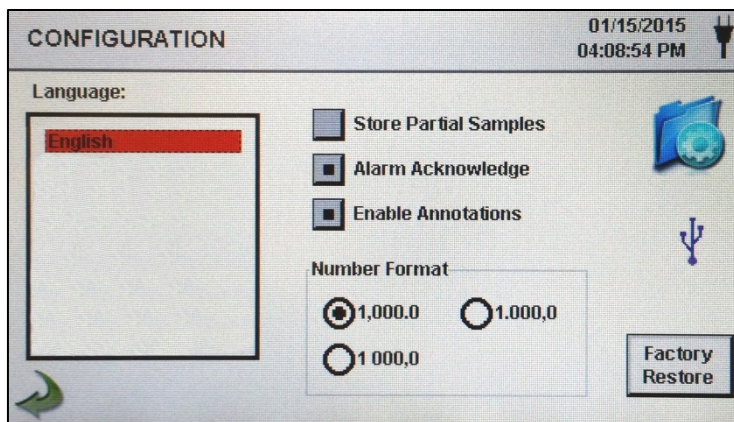 CONFIGURATION
01/15/2015
04:08:54 PM
Language:
English
Store Partial Samples
Alarm Acknowledge
Enable Annotations
Number Format
1,000.0
1.000,0
1 000,0
Factory
Restore